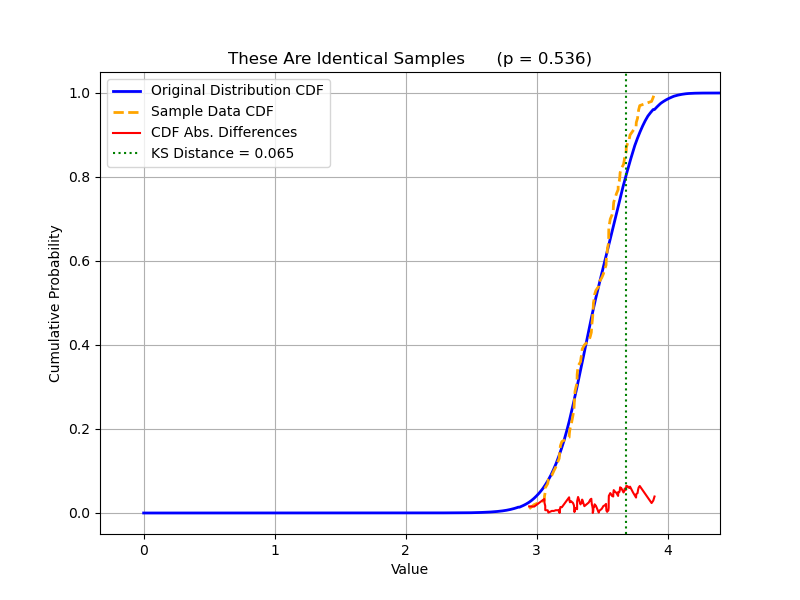 These Are Identical Samples (p = 0.536)
Original Distribution CDF
Sample Data CDF
CDF Abs. Differences
KS Distance = 0.065
Cumulative Probability
1.0
0.8
0.6
0.4
0.2
0.0
0 1 2 3 4
Value